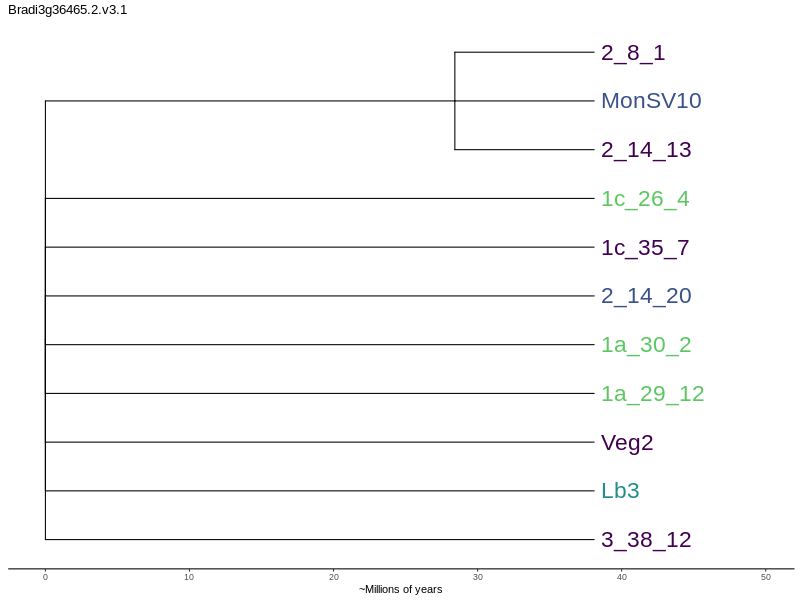 Bradi3g36465.2.v3.1
2_8_1
MonSV10
2_14_13
1c_26_4
1c_35_7
2_14_20
1a_30_2
1a_29_12
Veg2
Lb3
3_38_12
0 10 20 30 40 50
~Millions of years